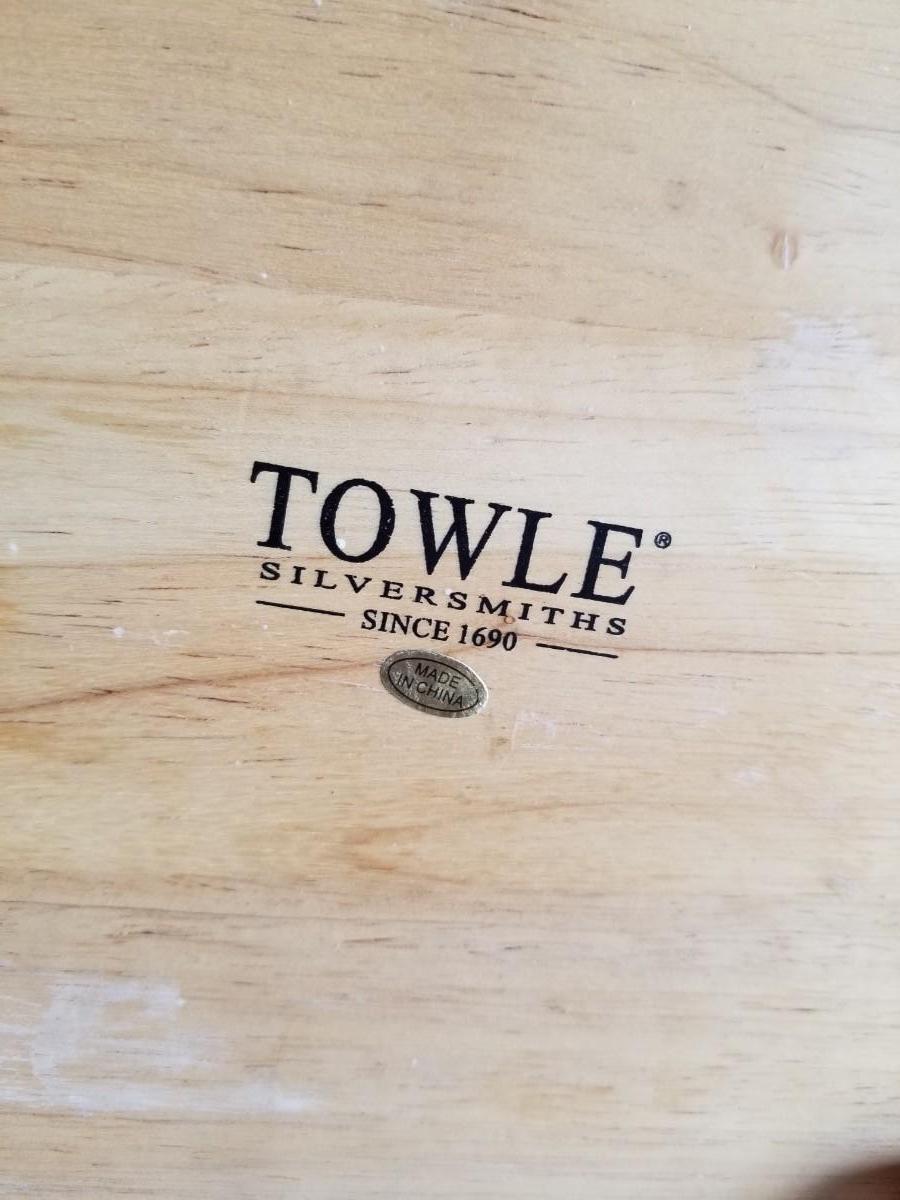 TOWLE®
SILVERSMITHS
SINCE 1690
MADE
IN CHINA